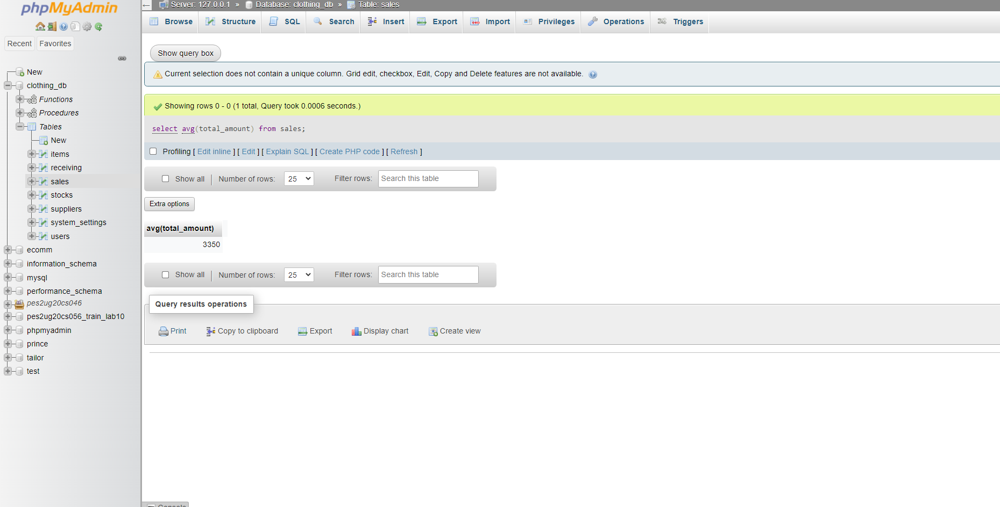 phpMyAdmin
Recent Favorites
New
clothing_db
Functions
Procedures
Tables
New
items
receiving
sales
stocks
suppliers
system_settings
users
ecomm
information_schema
mysql
performance_schema
pes2ug20cs046
pes2ug20cs056_train_lab10
phpmyadmin
prince
tailor
test
← Server: 127.0.0.1 » Database: clothing_db » Table: sales
Browse Structure SQL Search Insert Export Import Privileges Operations Triggers
Show query box
Current selection does not contain a unique column. Grid edit, checkbox, Edit, Copy and Delete features are not available.
Showing rows 0 - 0 (1 total, Query took 0.0006 seconds.)
select avg(total_amount) from sales;
Profiling [ Edit inline ] [ Edit ] [ Explain SQL ] [ Create PHP code ] [ Refresh ]
Show all | Number of rows: 25 Filter rows: Search this table
Extra options
avg(total_amount)
3350
Show all | Number of rows: 25 Filter rows: Search this table
Query results operations
Print Copy to clipboard Export Display chart Create view
Console